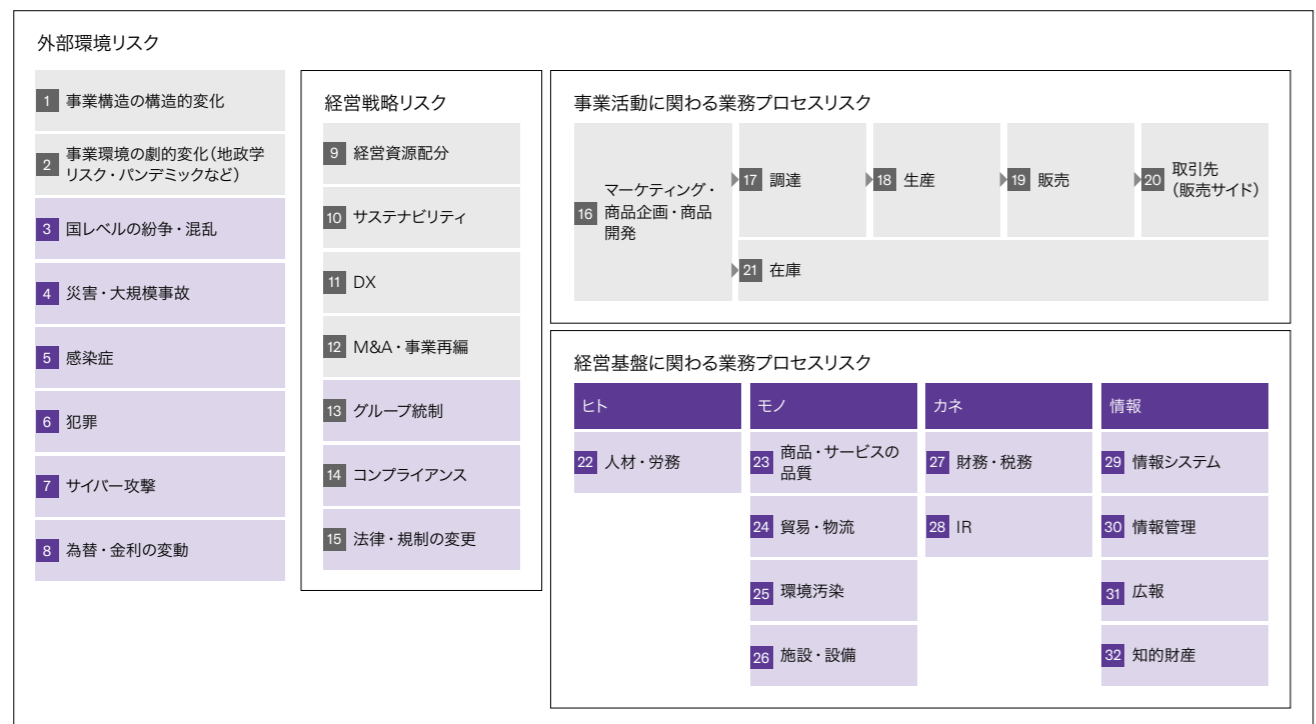 外部環境リスク
1 事業構造の構造的変化
2 事業環境の劇的変化（地政学
リスク・パンデミックなど）
3 国レベルの紛争・混乱
4 災害・大規模事故
5 感染症
6 犯罪
7 サイバー攻撃
8 為替・金利の変動
経営戦略リスク
9 経営資源配分
10 サステナビリティ
11 DX
12 M&A・事業再編
13 グループ統制
14 コンプライアンス
15 法律・規制の変更
事業活動に関わる業務プロセスリスク
16 マーケティング・
商品企画・商品
開発
17 調達
18 生産
19 販売
20 取引先
（販売サイド）
21 在庫
経営基盤に関わる業務プロセスリスク
ヒト
22 人材・労務
モノ
23 商品・サービスの
品質
24 貿易・物流
25 環境汚染
26 施設・設備
カネ
27 財務・税務
28 IR
情報
29 情報システム
30 情報管理
31 広報
32 知的財産